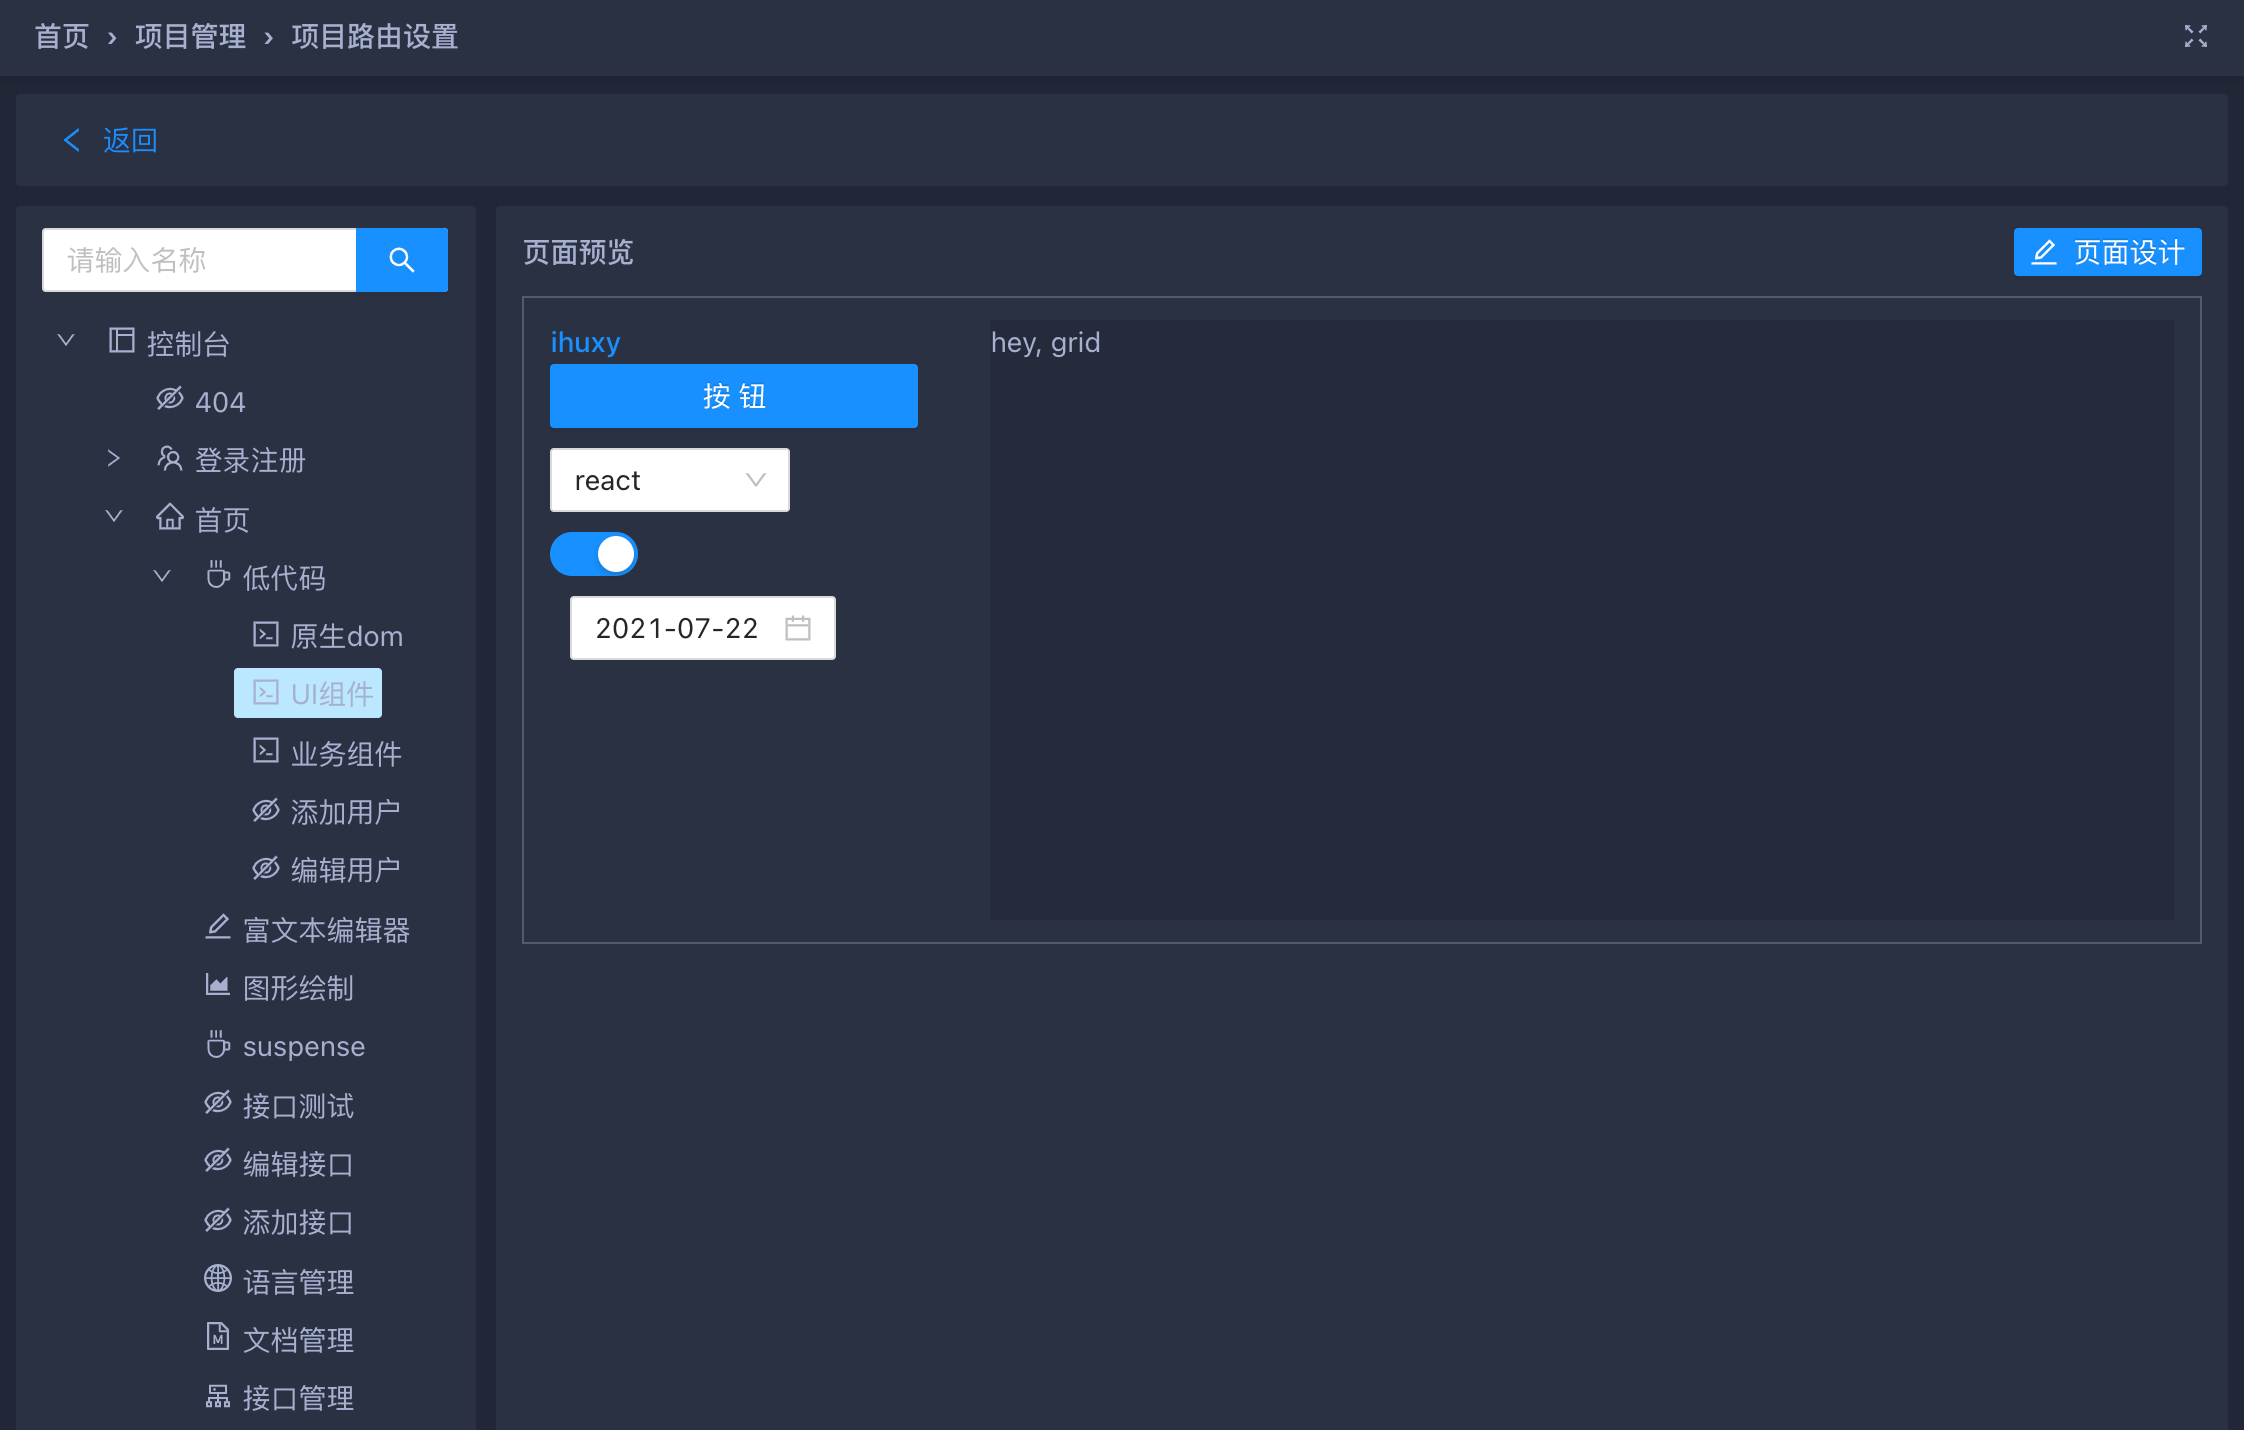 首页 › 项目管理 › 项目路由设置
返回
请输入名称
控制台
404
登录注册
首页
低代码
原生dom
UI组件
业务组件
添加用户
编辑用户
富文本编辑器
图形绘制
suspense
接口测试
编辑接口
添加接口
语言管理
文档管理
接口管理
页面预览
页面设计
ihuxy
按 钮
react
2021-07-22
hey, grid